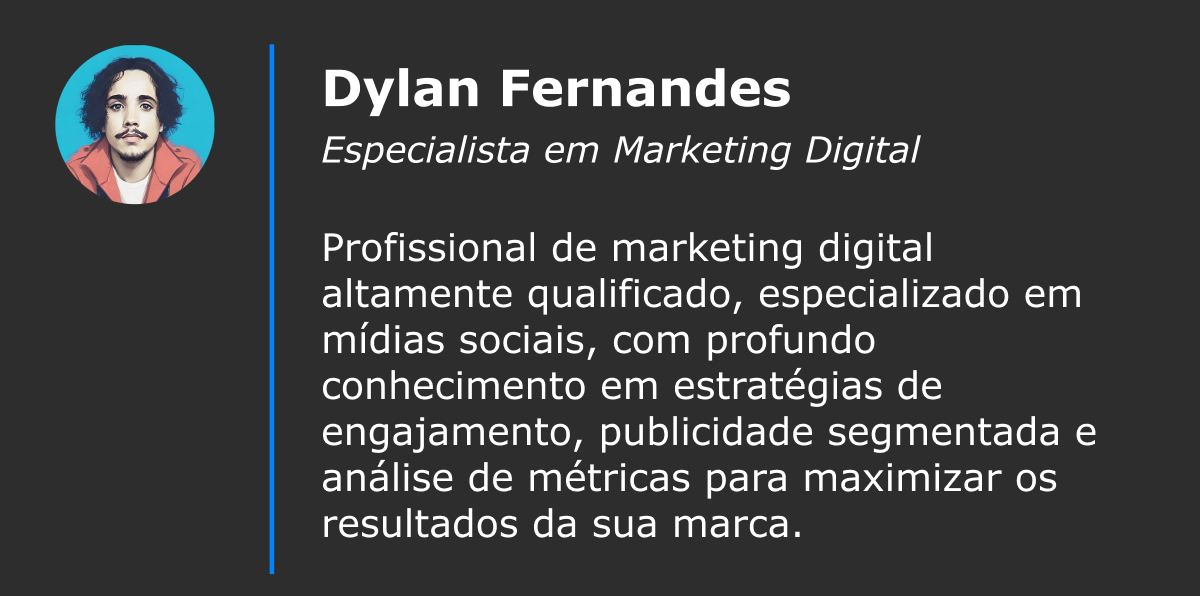 Dylan Fernandes
Especialista em Marketing Digital
Profissional de marketing digital
altamente qualificado, especializado em
mídias sociais, com profundo
conhecimento em estratégias de
engajamento, publicidade segmentada e
análise de métricas para maximizar os
resultados da sua marca.